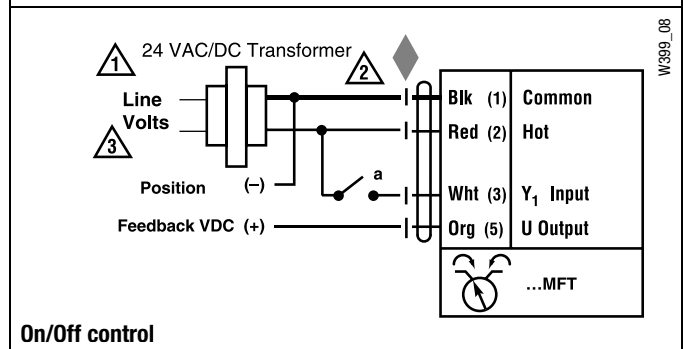 W399_08
1 24 VAC/DC Transformer 2
Line
Volts
3
Blk (1) Common
Red (2) Hot
a
Position (–)
Wht (3) Y1 Input
Feedback VDC (+)
Org (5) U Output
...MFT
On/Off control